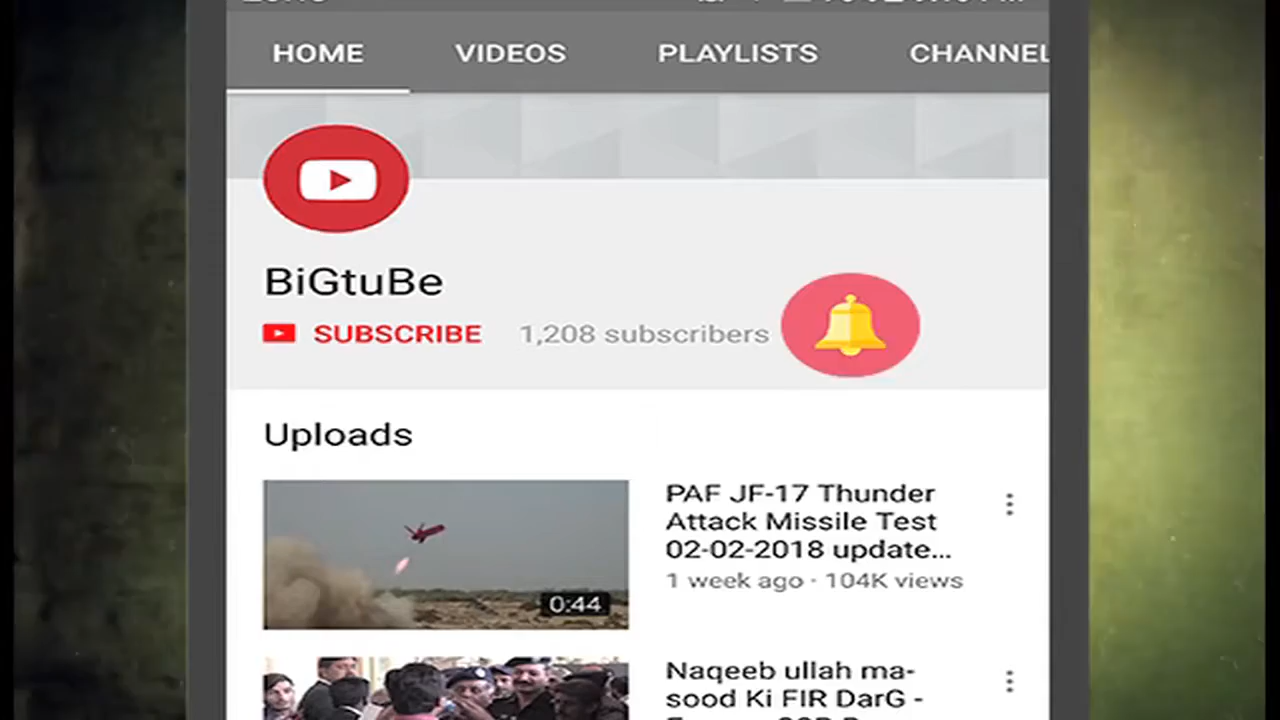 HOME VIDEOS PLAYLISTS CHANNEL
BiGtuBe
SUBSCRIBE 1,208 subscribers
Uploads
PAF JF-17 Thunder
Attack Missile Test
02-02-2018 update...
1 week ago · 104K views
0:44
Naqeeb ullah ma-
sood Ki FIR DarG -